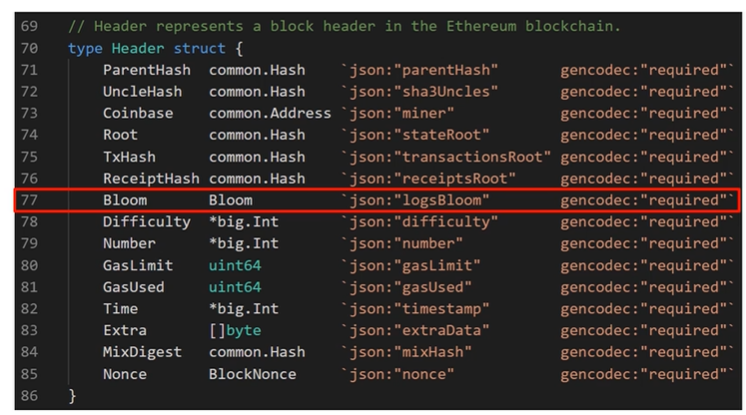 69 // Header represents a block header in the Ethereum blockchain.
70 type Header struct {
71 ParentHash common.Hash `json:"parentHash" gencodec:"required"`
72 UncleHash common.Hash `json:"sha3Uncles" gencodec:"required"`
73 Coinbase common.Address `json:"miner" gencodec:"required"`
74 Root common.Hash `json:"stateRoot" gencodec:"required"`
75 TxHash common.Hash `json:"transactionsRoot" gencodec:"required"`
76 ReceiptHash common.Hash `json:"receiptsRoot" gencodec:"required"`
77 Bloom Bloom `json:"logsBloom" gencodec:"required"`
78 Difficulty *big.Int `json:"difficulty" gencodec:"required"`
79 Number *big.Int `json:"number" gencodec:"required"`
80 GasLimit uint64 `json:"gasLimit" gencodec:"required"`
81 GasUsed uint64 `json:"gasUsed" gencodec:"required"`
82 Time *big.Int `json:"timestamp" gencodec:"required"`
83 Extra []byte `json:"extraData" gencodec:"required"`
84 MixDigest common.Hash `json:"mixHash" gencodec:"required"`
85 Nonce BlockNonce `json:"nonce" gencodec:"required"`
86 }